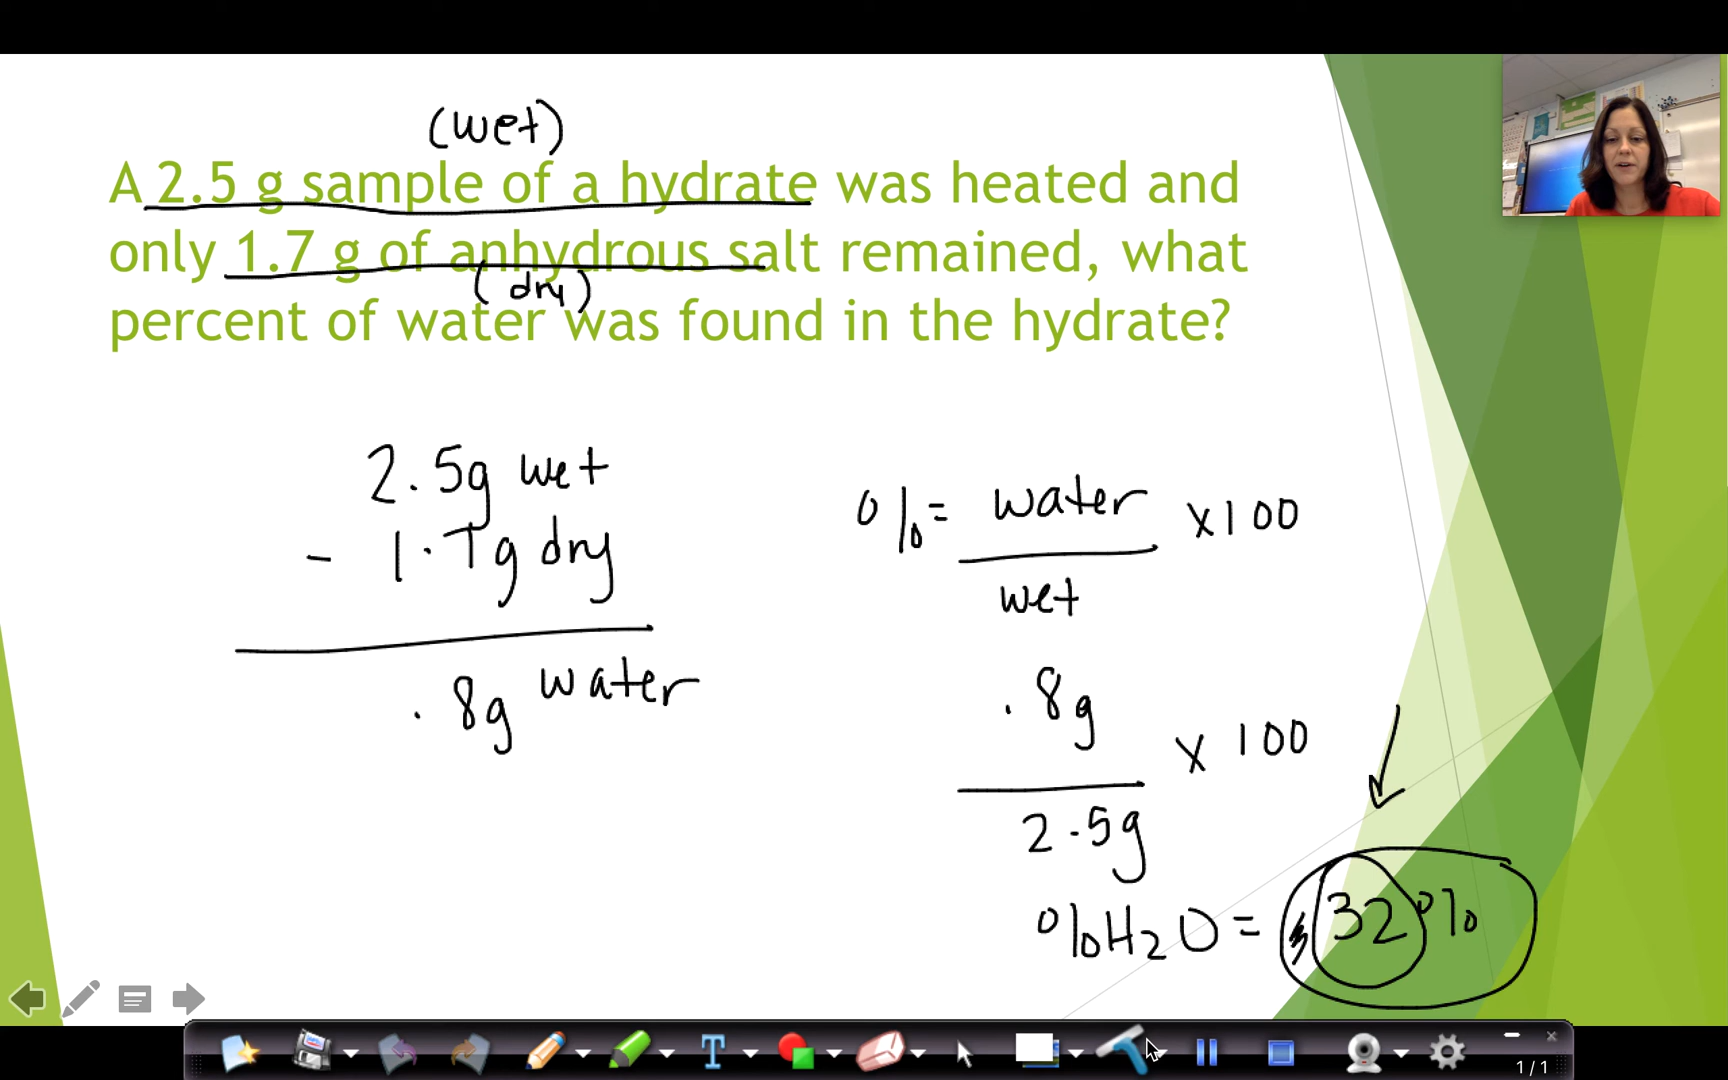 (wet)
A 2.5 g sample of a hydrate was heated and
only 1.7 g of anhydrous salt remained, what
(dry)
percent of water was found in the hydrate?
2.5g wet
- 1.7g dry
.8g water
%= water x100
wet
.8g x 100
2.5g
%H2O = 32%
T
1/1